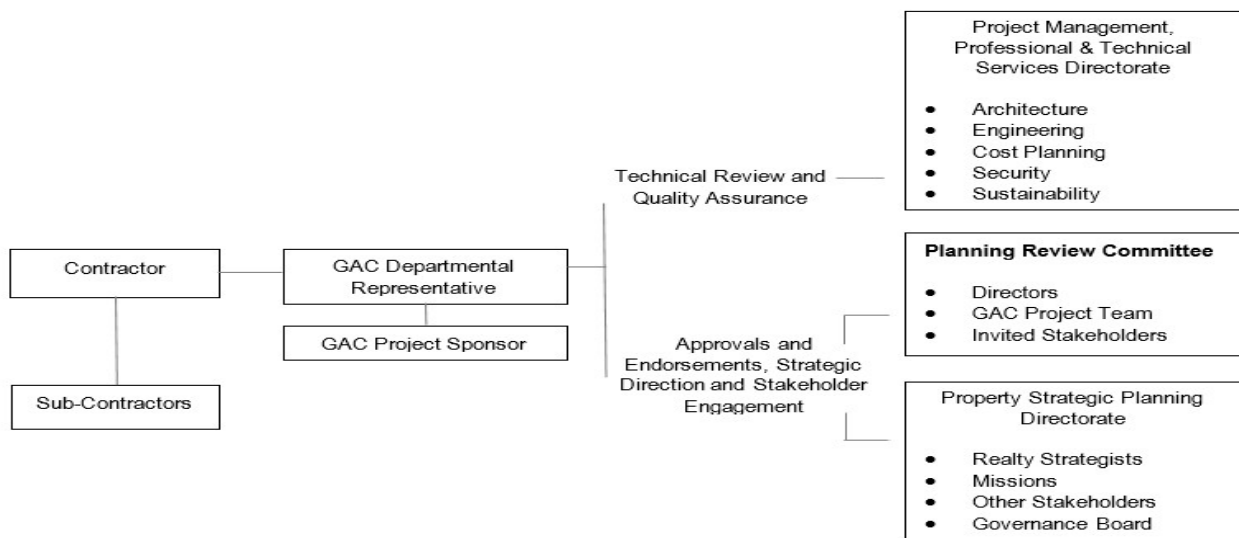 Contractor
Sub-Contractors
GAC Departmental
Representative
GAC Project Sponsor
Technical Review and
Quality Assurance
Approvals and
Endorsements, Strategic
Direction and Stakeholder
Engagement
Project Management,
Professional & Technical
Services Directorate
● Architecture
● Engineering
● Cost Planning
● Security
● Sustainability
Planning Review Committee
● Directors
● GAC Project Team
● Invited Stakeholders
Property Strategic Planning
Directorate
● Realty Strategists
● Missions
● Other Stakeholders
● Governance Board